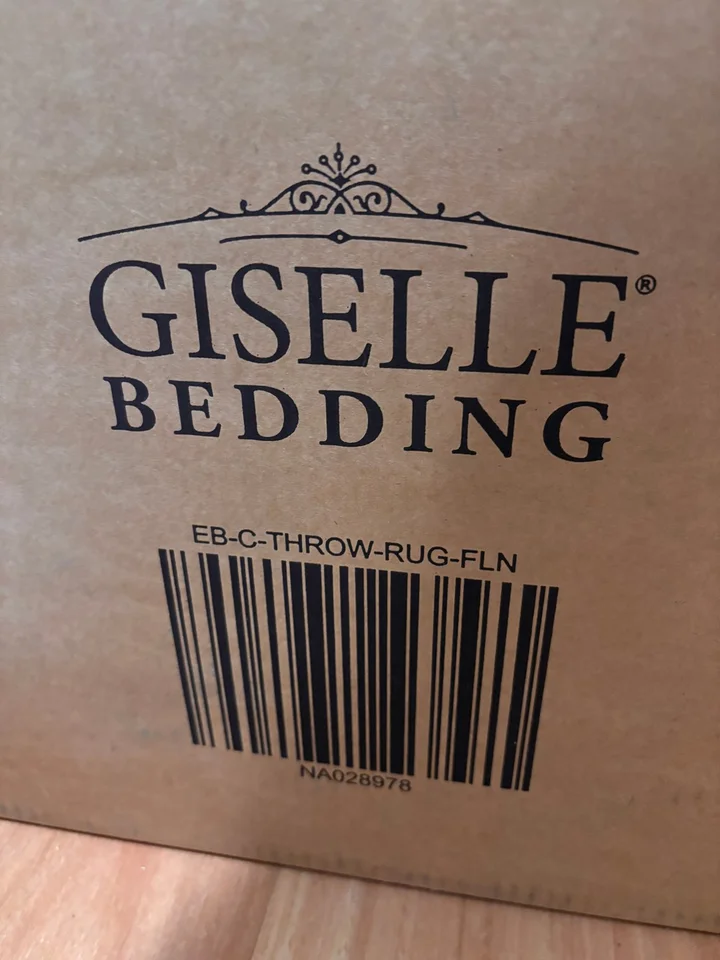 GISELLE®
BEDDING
EB-C-THROW-RUG-FLN
NA028978